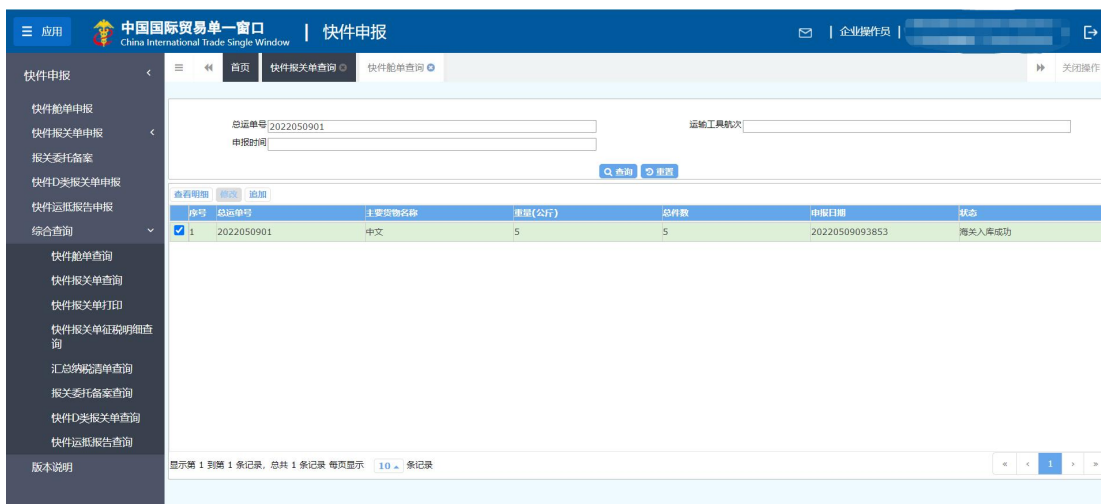 应用
中国国际贸易单一窗口
China International Trade Single Window
快件申报
企业操作员
快件申报
首页
快件报关单查询
快件舱单查询
关闭操作
快件舱单申报
快件报关单申报
报关委托备案
快件D类报关单申报
快件运抵报告申报
综合查询
快件舱单查询
快件报关单查询
快件报关单打印
快件报关单征税明细查
询
汇总纳税清单查询
报关委托备案查询
快件D类报关单查询
快件运抵报告查询
版本说明
总运单号 2022050901 运输工具航次
申报时间
查询 重置
查看明细 修改 追加
序号 总运单号 主要货物名称 重量(公斤) 总件数 申报日期 状态
1 2022050901 中文 5 5 20220509093853 海关入库成功
显示第 1 到第 1 条记录, 总共 1 条记录 每页显示 10 条记录
« ‹ 1 › »